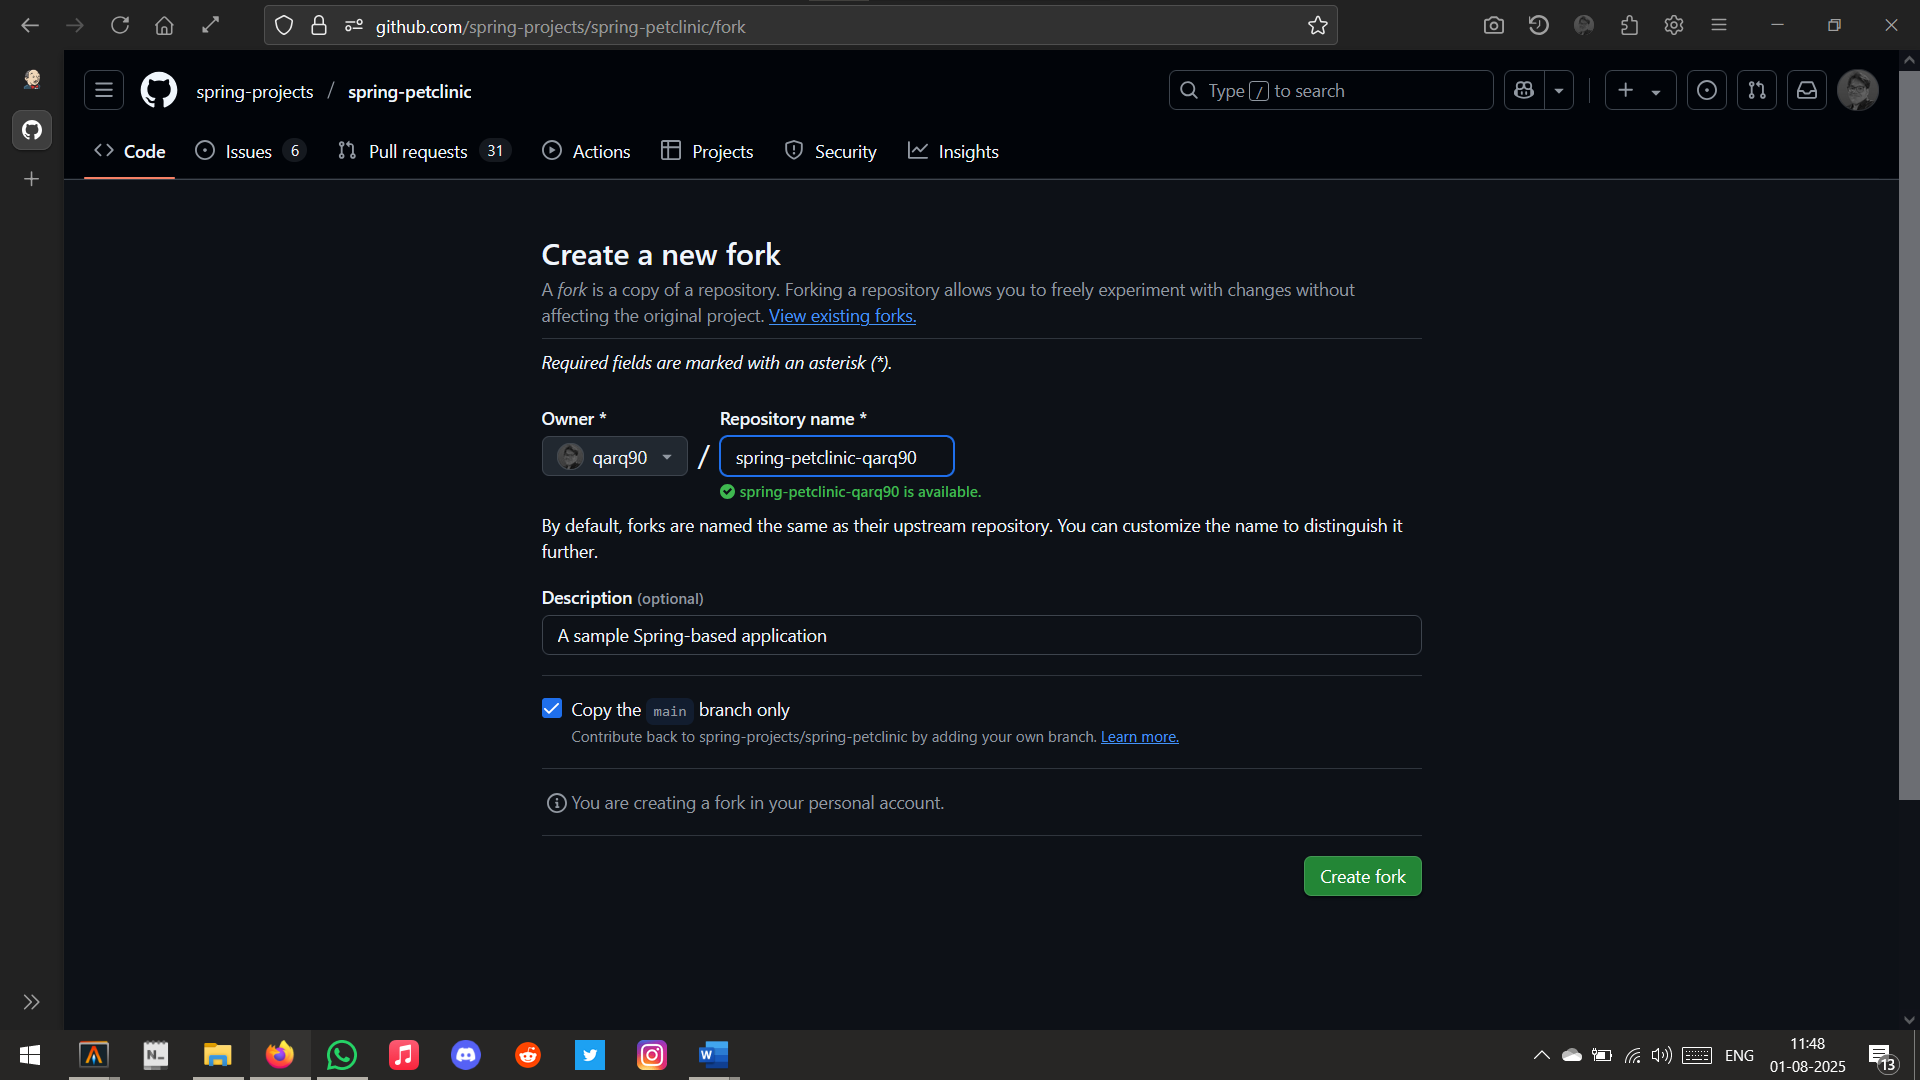 github.com/spring-projects/spring-petclinic/fork
spring-projects / spring-petclinic
Type / to search
Code
Issues 6
Pull requests 31
Actions
Projects
Security
Insights
Create a new fork
A fork is a copy of a repository. Forking a repository allows you to freely experiment with changes without
affecting the original project. View existing forks.
Required fields are marked with an asterisk (*).
Owner *
Repository name *
qarq90 / spring-petclinic-qarq90
spring-petclinic-qarq90 is available.
By default, forks are named the same as their upstream repository. You can customize the name to distinguish it
further.
Description (optional)
A sample Spring-based application
Copy the main branch only
Contribute back to spring-projects/spring-petclinic by adding your own branch. Learn more.
You are creating a fork in your personal account.
Create fork
N_
W
ENG
11:48
01-08-2025
13